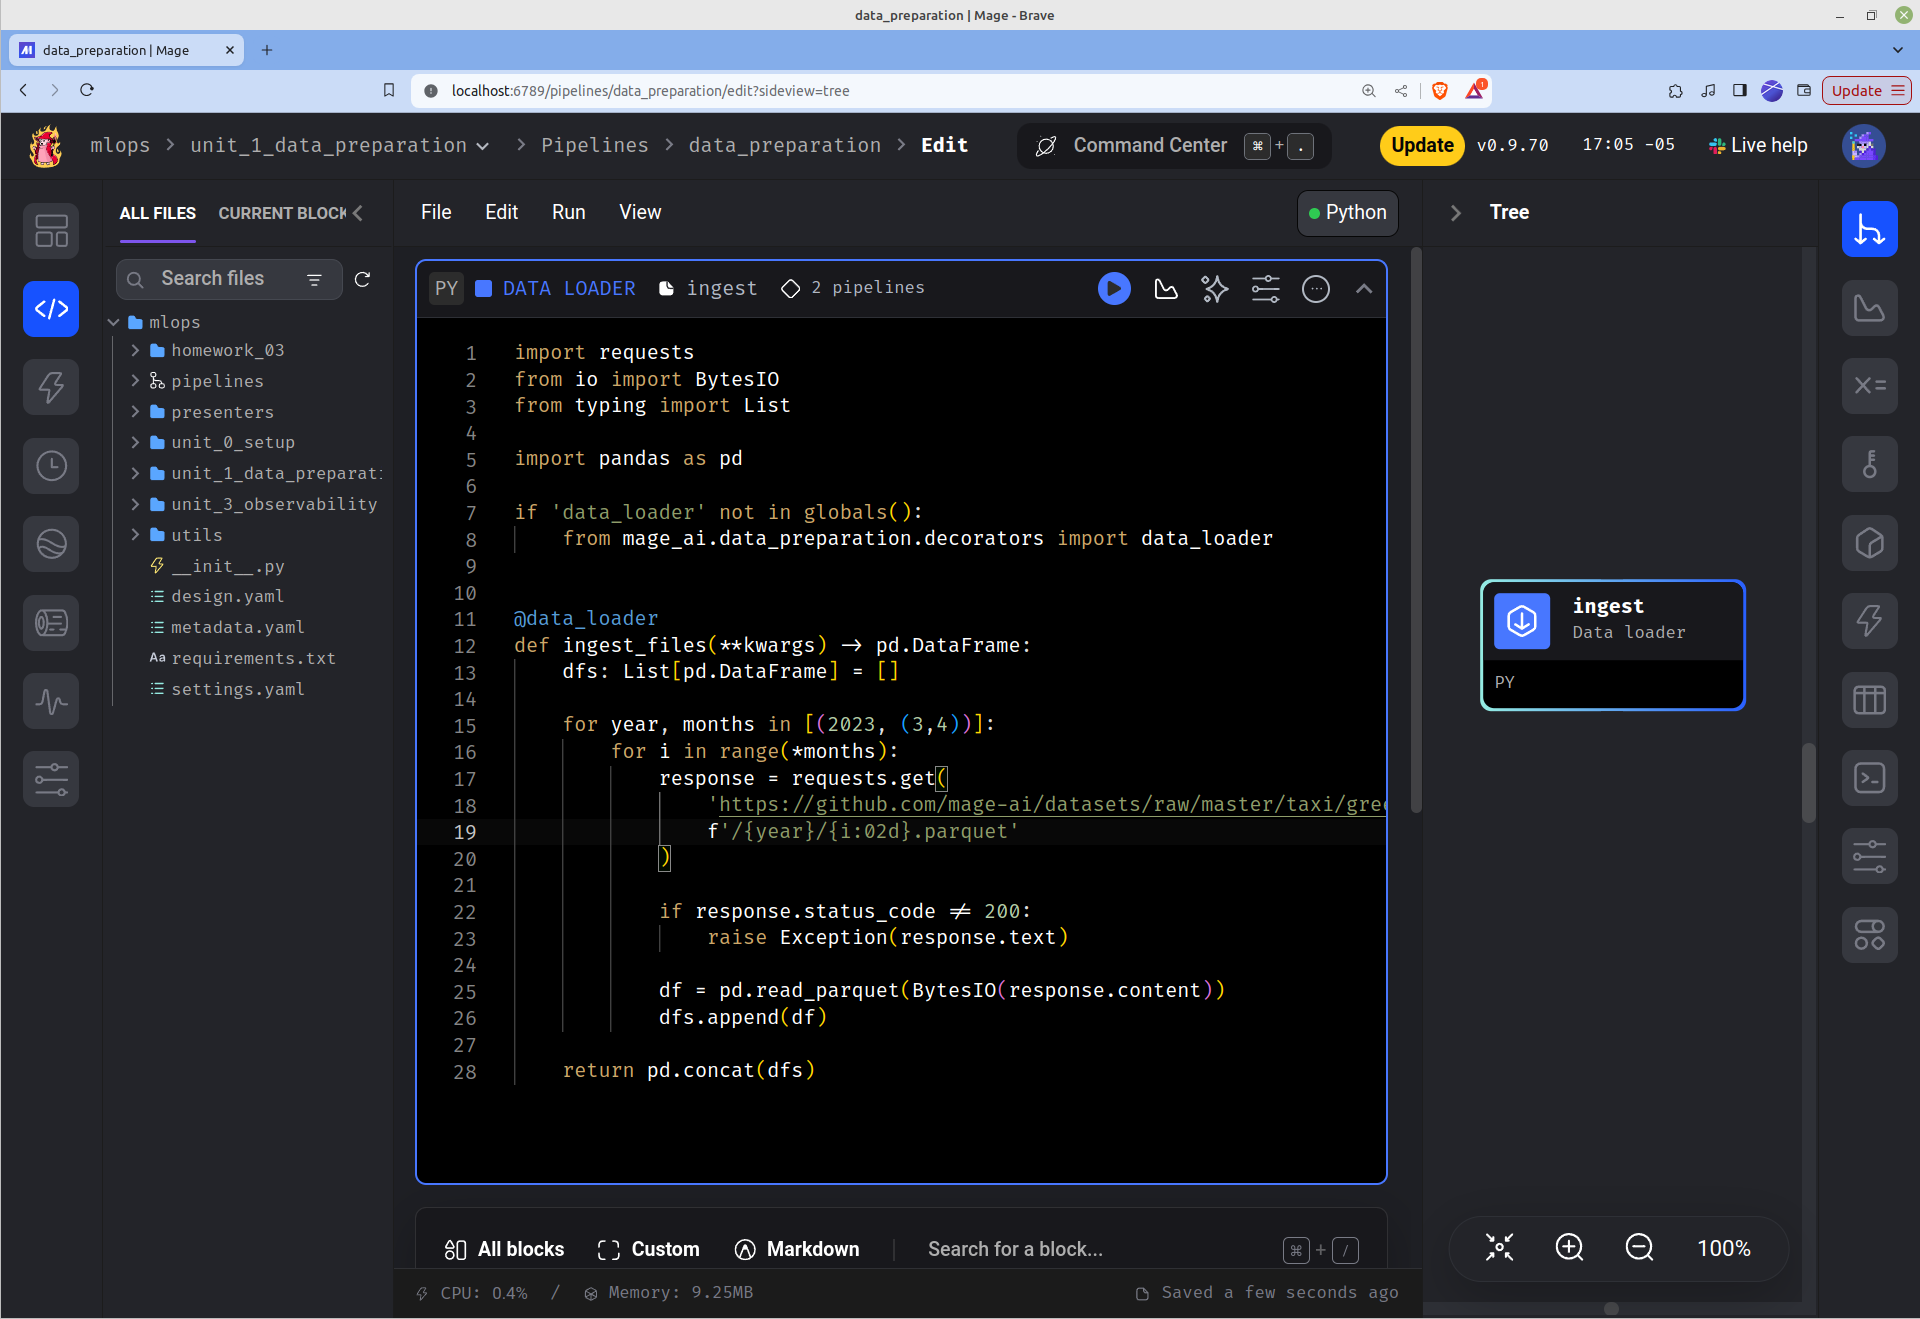 data_preparation | Mage - Brave
data_preparation | Mage
localhost:6789/pipelines/data_preparation/edit?sideview=tree
Update
mlops > unit_1_data_preparation > Pipelines > data_preparation > Edit
Command Center ⌘ + .
Update v0.9.70 17:05 -05 Live help
ALL FILES CURRENT BLOCK
Search files
mlops
homework_03
pipelines
presenters
unit_0_setup
unit_1_data_preparati
unit_3_observability
utils
__init__.py
design.yaml
metadata.yaml
Aa requirements.txt
settings.yaml
File Edit Run View
Python
PY DATA LOADER ingest 2 pipelines
1 import requests
2 from io import BytesIO
3 from typing import List
4
5 import pandas as pd
6
7 if 'data_loader' not in globals():
8 from mage_ai.data_preparation.decorators import data_loader
9
10
11 @data_loader
12 def ingest_files(**kwargs) → pd.DataFrame:
13 dfs: List[pd.DataFrame] = []
14
15 for year, months in [(2023, (3,4))]:
16 for i in range(*months):
17 response = requests.get(
18 'https://github.com/mage-ai/datasets/raw/master/taxi/gree
19 f'/{year}/{i:02d}.parquet'
20 )
21
22 if response.status_code ≠ 200:
23 raise Exception(response.text)
24
25 df = pd.read_parquet(BytesIO(response.content))
26 dfs.append(df)
27
28 return pd.concat(dfs)
All blocks Custom Markdown Search for a block... ⌘ + /
CPU: 0.4% / Memory: 9.25MB Saved a few seconds ago
Tree
ingest
Data loader
PY
100%